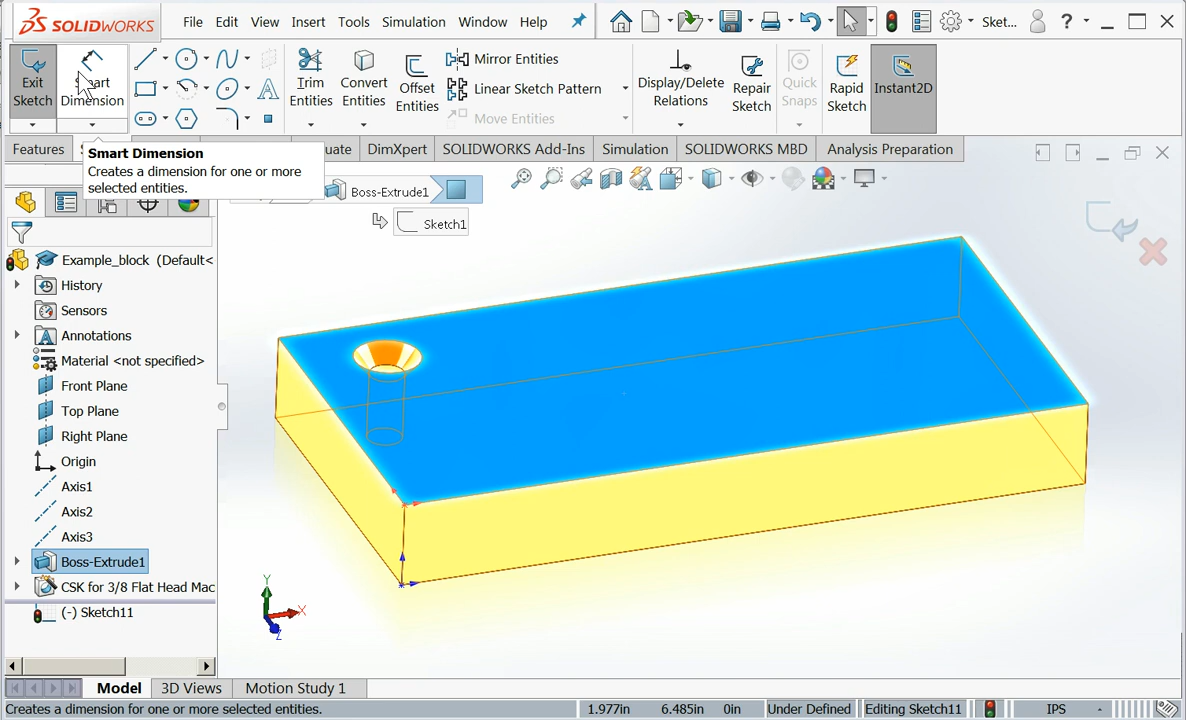 SOLIDWORKS
File Edit View Insert Tools Simulation Window Help
Sket...
?
Exit Sketch
Smart Dimension
Trim Entities
Convert Entities
Offset Entities
Mirror Entities
Linear Sketch Pattern
Move Entities
Display/Delete Relations
Repair Sketch
Quick Snaps
Rapid Sketch
Instant2D
Features
DimXpert
SOLIDWORKS Add-Ins
Simulation
SOLIDWORKS MBD
Analysis Preparation
Smart Dimension
Creates a dimension for one or more
selected entities.
Boss-Extrude1
Sketch1
Example_block (Default<
History
Sensors
Annotations
Material <not specified>
Front Plane
Top Plane
Right Plane
Origin
Axis1
Axis2
Axis3
Boss-Extrude1
CSK for 3/8 Flat Head Mac
(-) Sketch11
Y
X
Z
Model 3D Views Motion Study 1
Creates a dimension for one or more selected entities. 1.977in 6.485in 0in Under Defined Editing Sketch11 IPS